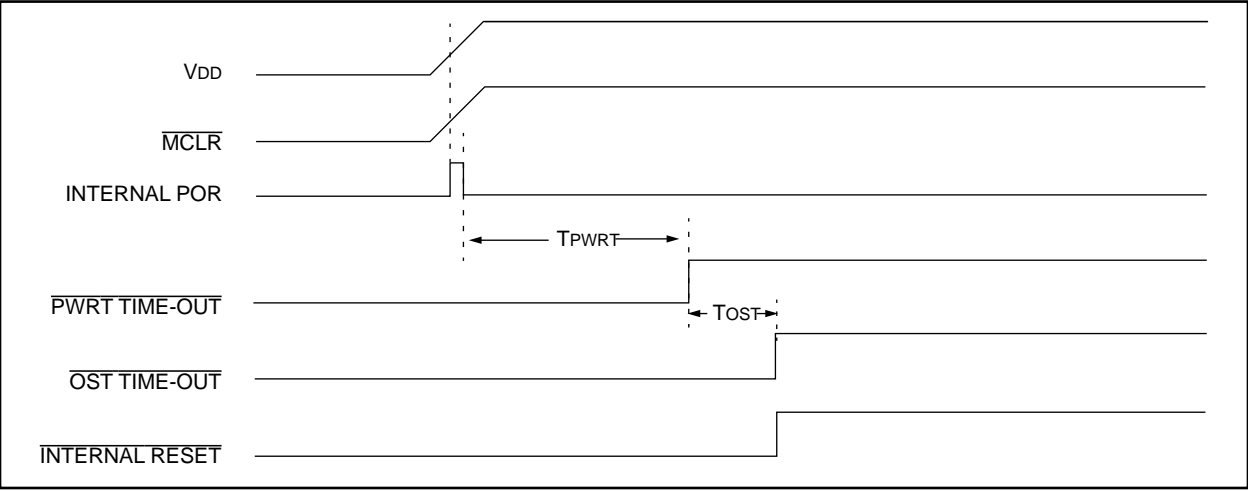 VDD
MCLR
INTERNAL POR
TPWRT
PWRT TIME-OUT
TOST
OST TIME-OUT
INTERNAL RESET